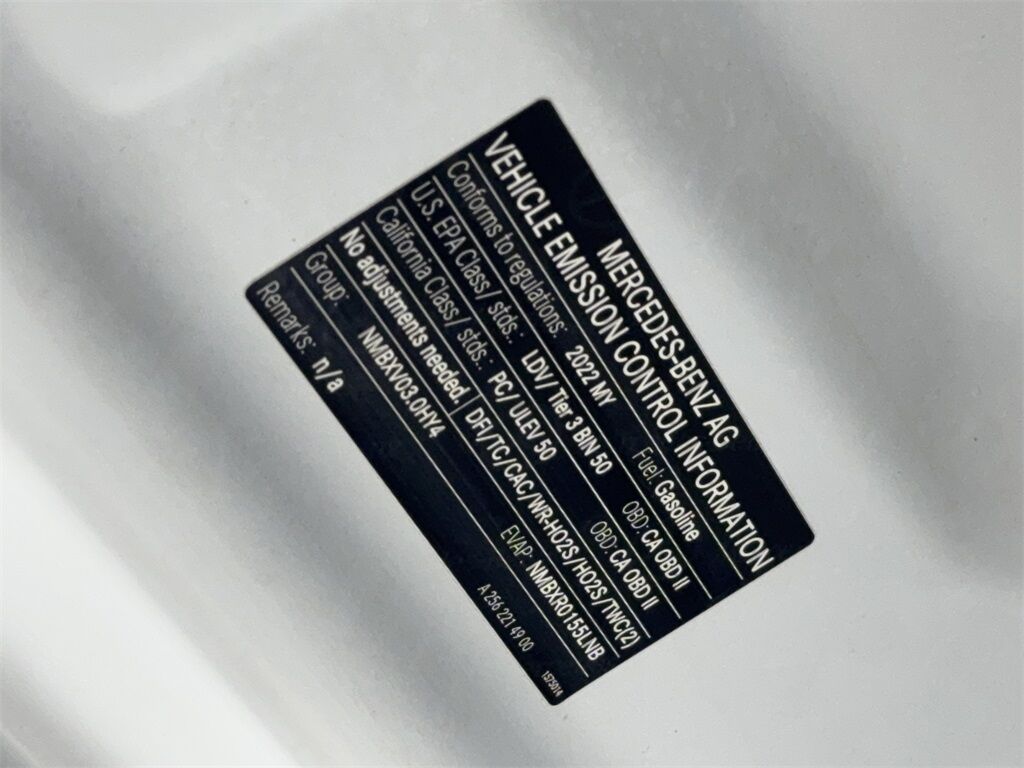 MERCEDES-BENZ AG
VEHICLE EMISSION CONTROL INFORMATION
Conforms to regulations: 2022 MY Fuel: Gasoline
U.S. EPA Class/ stds.: LDV/ Tier 3 BIN 50 OBD: CA OBD II
California Class/ stds.: PC/ ULEV 50 OBD: CA OBD II
No adjustments needed. DFI/TC/CAC/WR-HO2S/HO2S/TWC(2)
Group: NMBXV03.0HY4 EVAP: NMBXR0155LNB
Remarks: n/a
A 256 221 49 00
1S75014